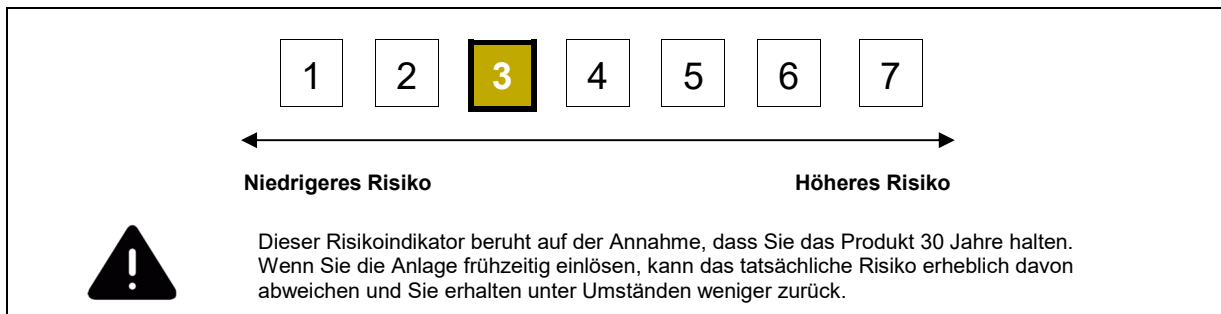 1 2 3 4 5 6 7
Niedrigeres Risiko Höheres Risiko
Dieser Risikoindikator beruht auf der Annahme, dass Sie das Produkt 30 Jahre halten.
Wenn Sie die Anlage frühzeitig einlösen, kann das tatsächliche Risiko erheblich davon
abweichen und Sie erhalten unter Umständen weniger zurück.